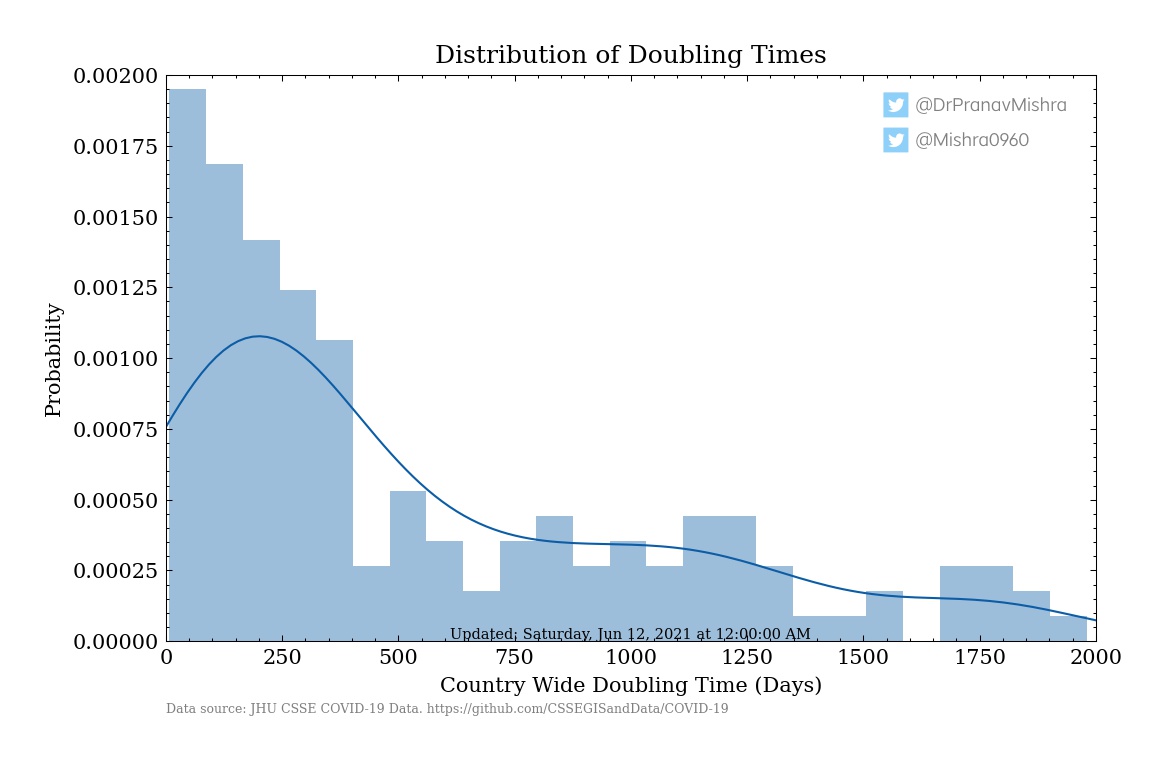 Distribution of Doubling Times
0.00200
0.00175
0.00150
0.00125
0.00100
0.00075
0.00050
0.00025
0.00000
Probability
@DrPranavMishra
@Mishra0960
Updated: Saturday, Jun 12, 2021 at 12:00:00 AM
0 250 500 750 1000 1250 1500 1750 2000
Country Wide Doubling Time (Days)
Data source: JHU CSSE COVID-19 Data. https://github.com/CSSEGISandData/COVID-19